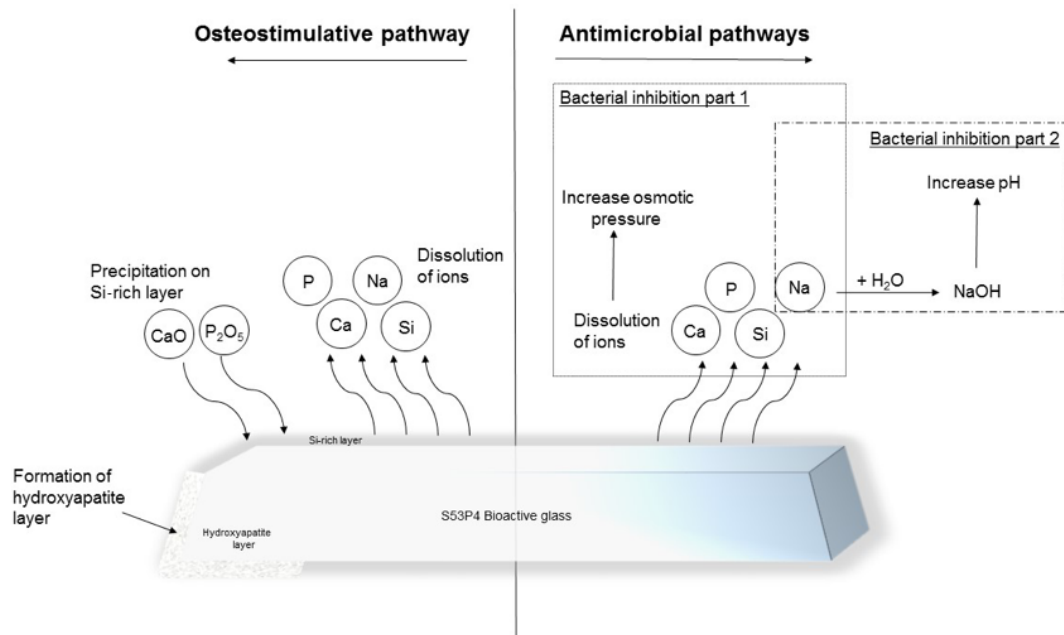 Osteostimulative pathway
Antimicrobial pathways
Bacterial inhibition part 1
Bacterial inhibition part 2
Increase pH
Increase osmotic
pressure
Dissolution
of ions
Precipitation on
Si-rich layer
P
Na
Ca
Si
CaO
P₂O₅
Dissolution
of ions
P
Na
Ca
Si
+ H₂O
NaOH
Si-rich layer
Formation of
hydroxyapatite
layer
S53P4 Bioactive glass
Hydroxyapatite
layer